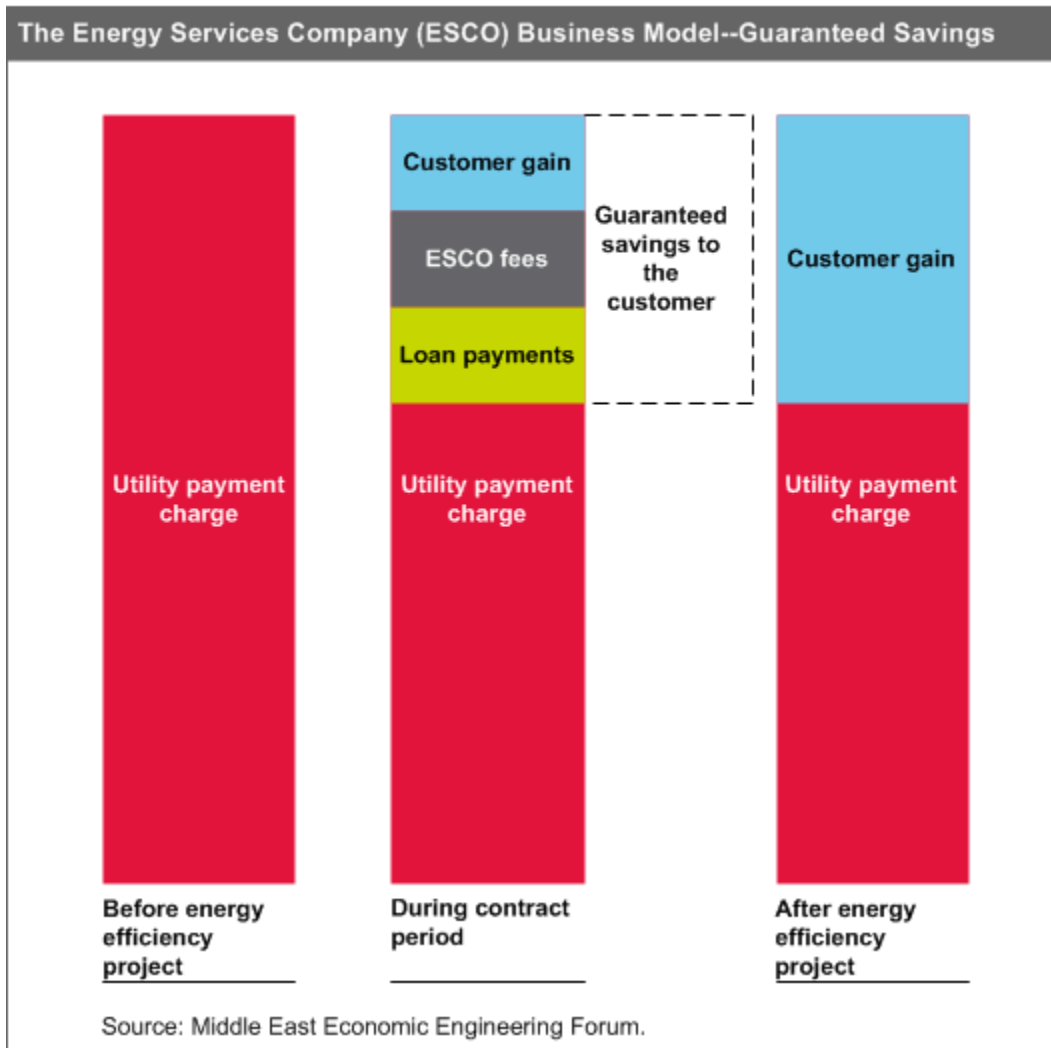 The Energy Services Company (ESCO) Business Model--Guaranteed Savings
Customer gain
ESCO fees
Loan payments
Guaranteed
savings to
the
customer
Customer gain
Utility payment
charge
Utility payment
charge
Utility payment
charge
Before energy
efficiency
project
During contract
period
After energy
efficiency
project
Source: Middle East Economic Engineering Forum.